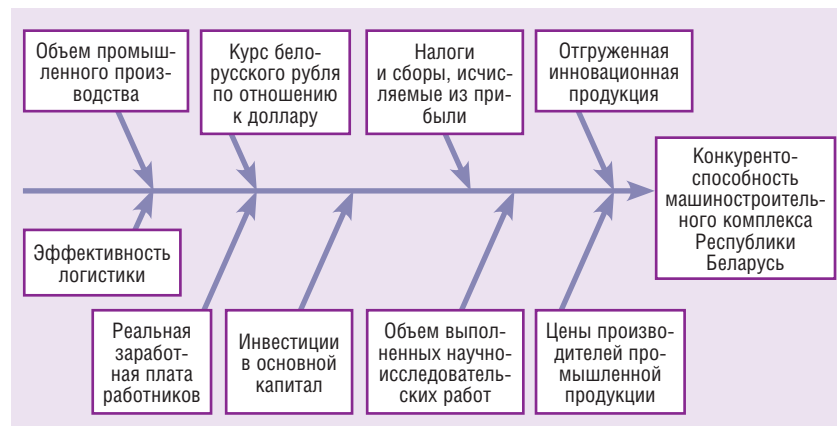 Объем промыш-
ленного произ-
водства
Курс бело-
русского рубля
по отношению
к доллару
Налоги
и сборы, исчис-
ляемые из при-
были
Отгруженная
инновационная
продукция
Конкуренто-
способность
машиностроитель-
ного комплекса
Республики
Беларусь
Эффективность
логистики
Реальная
заработ-
ная плата
работников
Инвестиции
в основной
капитал
Объем выпол-
ненных научно-
исследователь-
ских работ
Цены произво-
дителей про-
мышленной
продукции